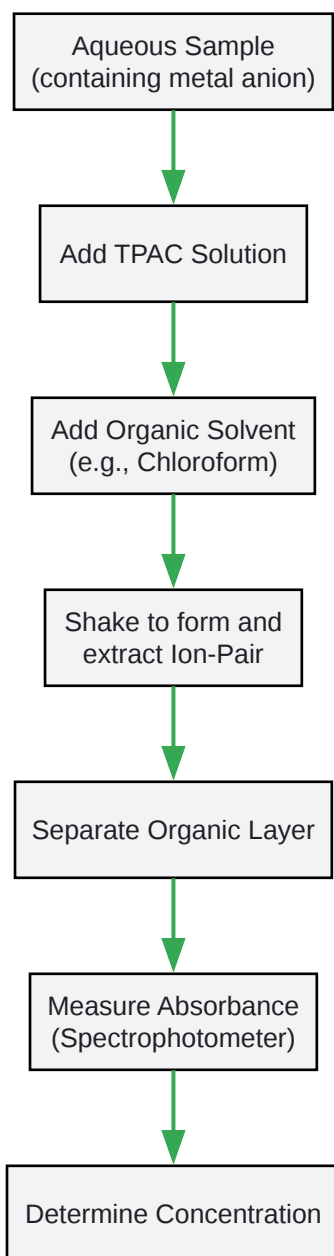 Aqueous Sample
(containing metal anion)
Add TPAC Solution
Add Organic Solvent
(e.g., Chloroform)
Shake to form and
extract Ion-Pair
Separate Organic Layer
Measure Absorbance
(Spectrophotometer)
Determine Concentration